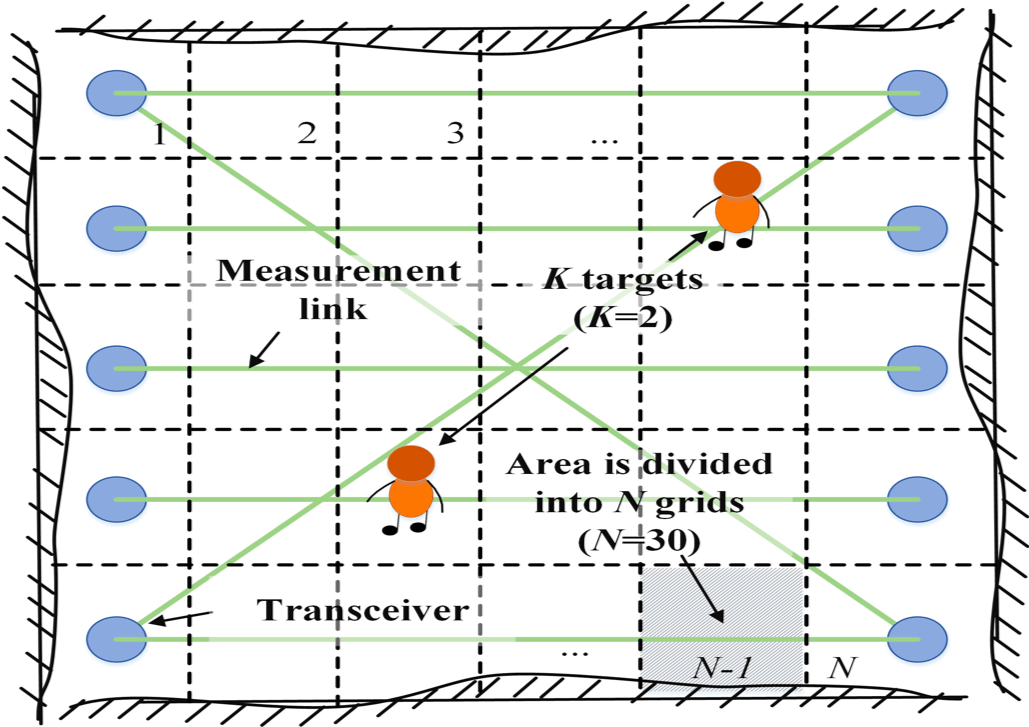 1 2 3 ...
Measurement
link
K targets
(K=2)
Area is divided
into N grids
(N=30)
Transceiver
... N-1 N